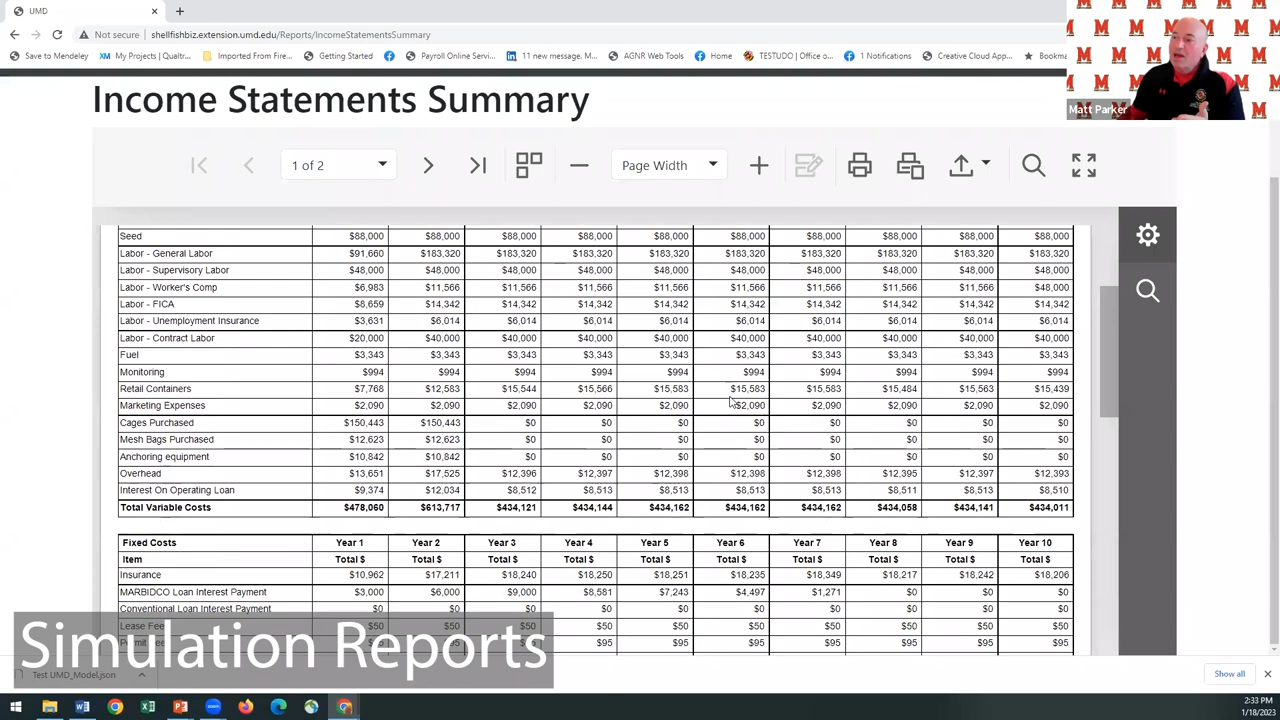 UMD
Not secure shellfishbiz.extension.umd.edu/Reports/IncomeStatementsSummary
Save to Mendeley My Projects (Qualtr... Imported From Fire... Getting Started Payroll Online Servi... 11 new message. M... AGNR Web Tools Home TESTUDO | Office o... 1 Notifications Creative Cloud App... Bookma
Matt Parker
Income Statements Summary
1 of 2 Page Width
Seed $88,000 $88,000 $88,000 $88,000 $88,000 $88,000 $88,000 $88,000 $88,000 $88,000
Labor - General Labor $91,660 $183,320 $183,320 $183,320 $183,320 $183,320 $183,320 $183,320 $183,320 $183,320
Labor - Supervisory Labor $48,000 $48,000 $48,000 $48,000 $48,000 $48,000 $48,000 $48,000 $48,000 $48,000
Labor - Worker's Comp $6,983 $11,566 $11,566 $11,566 $11,566 $11,566 $11,566 $11,566 $11,566 $11,566
Labor - FICA $8,659 $14,342 $14,342 $14,342 $14,342 $14,342 $14,342 $14,342 $14,342 $14,342
Labor - Unemployment Insurance $3,631 $6,014 $6,014 $6,014 $6,014 $6,014 $6,014 $6,014 $6,014 $6,014
Labor - Contract Labor $20,000 $40,000 $40,000 $40,000 $40,000 $40,000 $40,000 $40,000 $40,000 $40,000
Fuel $3,343 $3,343 $3,343 $3,343 $3,343 $3,343 $3,343 $3,343 $3,343 $3,343
Monitoring $994 $994 $994 $994 $994 $994 $994 $994 $994 $994
Retail Containers $7,768 $12,583 $15,544 $15,566 $15,583 $15,583 $15,583 $15,484 $15,563 $15,439
Marketing Expenses $2,090 $2,090 $2,090 $2,090 $2,090 $2,090 $2,090 $2,090 $2,090 $2,090
Cages Purchased $150,443 $150,443 $0 $0 $0 $0 $0 $0 $0 $0
Mesh Bags Purchased $12,623 $12,623 $0 $0 $0 $0 $0 $0 $0 $0
Anchoring equipment $10,842 $10,842 $0 $0 $0 $0 $0 $0 $0 $0
Overhead $13,651 $17,525 $12,396 $12,397 $12,398 $12,398 $12,398 $12,395 $12,397 $12,393
Interest On Operating Loan $9,374 $12,034 $8,512 $8,513 $8,513 $8,513 $8,513 $8,511 $8,513 $8,510
Total Variable Costs $478,060 $613,717 $434,121 $434,144 $434,162 $434,162 $434,162 $434,058 $434,141 $434,011
Fixed Costs Year 1 Year 2 Year 3 Year 4 Year 5 Year 6 Year 7 Year 8 Year 9 Year 10
Item Total $ Total $ Total $ Total $ Total $ Total $ Total $ Total $ Total $ Total $
Insurance $10,962 $17,211 $18,240 $18,250 $18,251 $18,235 $18,349 $18,217 $18,242 $18,206
MARBIDCO Loan Interest Payment $3,000 $6,000 $9,000 $8,581 $7,243 $4,497 $1,271 $0 $0 $0
Conventional Loan Interest Payment $0 $0 $0 $0 $0 $0 $0 $0 $0 $0
Lease Fee $50 $50 $50 $50 $50 $50 $50 $50 $50 $50
$95 $95 $95 $95 $95 $95 $95 $95
Simulation Reports
Test UMD_Model.json
Show all
2:33 PM
1/18/2023